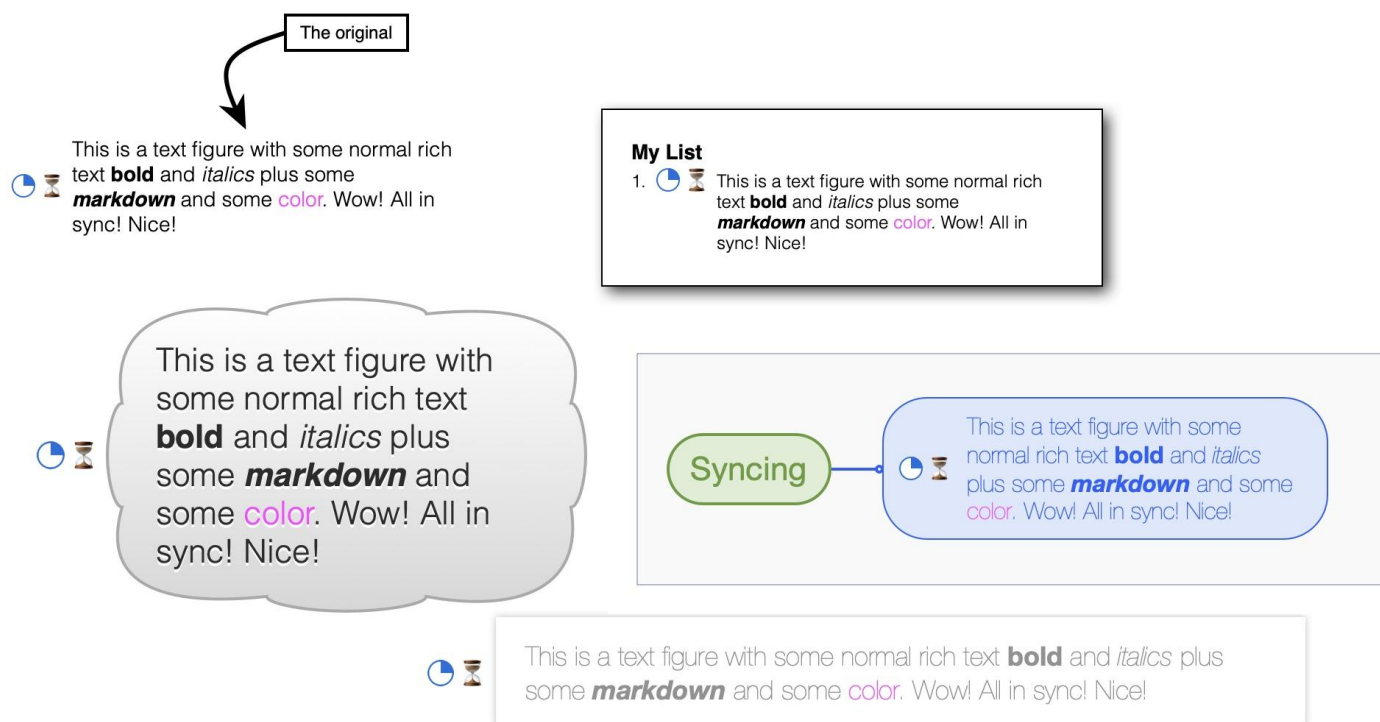 The original
This is a text figure with some normal rich
text bold and italics plus some
markdown and some color. Wow! All in
sync! Nice!
My List
1. This is a text figure with some normal rich
text bold and italics plus some
markdown and some color. Wow! All in
sync! Nice!
This is a text figure with
some normal rich text
bold and italics plus
some markdown and
some color. Wow! All in
sync! Nice!
Syncing
This is a text figure with some
normal rich text bold and italics
plus some markdown and some
color. Wow! All in sync! Nice!
This is a text figure with some normal rich text bold and italics plus
some markdown and some color. Wow! All in sync! Nice!